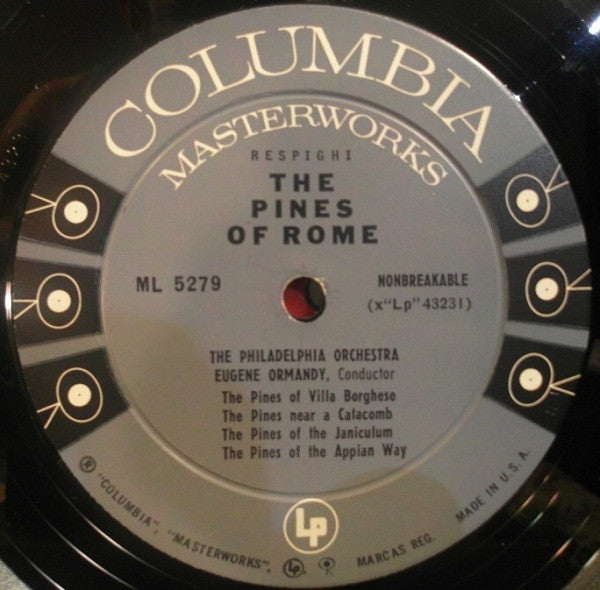 COLUMBIA
MASTERWORKS
RESPIGHI
THE
PINES
OF ROME
ML 5279
NONBREAKABLE
(x"Lp" 43231)
THE PHILADELPHIA ORCHESTRA
EUGENE ORMANDY, Conductor
The Pines of Villa Borghese
The Pines near a Catacomb
The Pines of the Janiculum
The Pines of the Appian Way
Lp
® "COLUMBIA", "MASTERWORKS", Lp, MARCAS REG. MADE IN U. S. A.